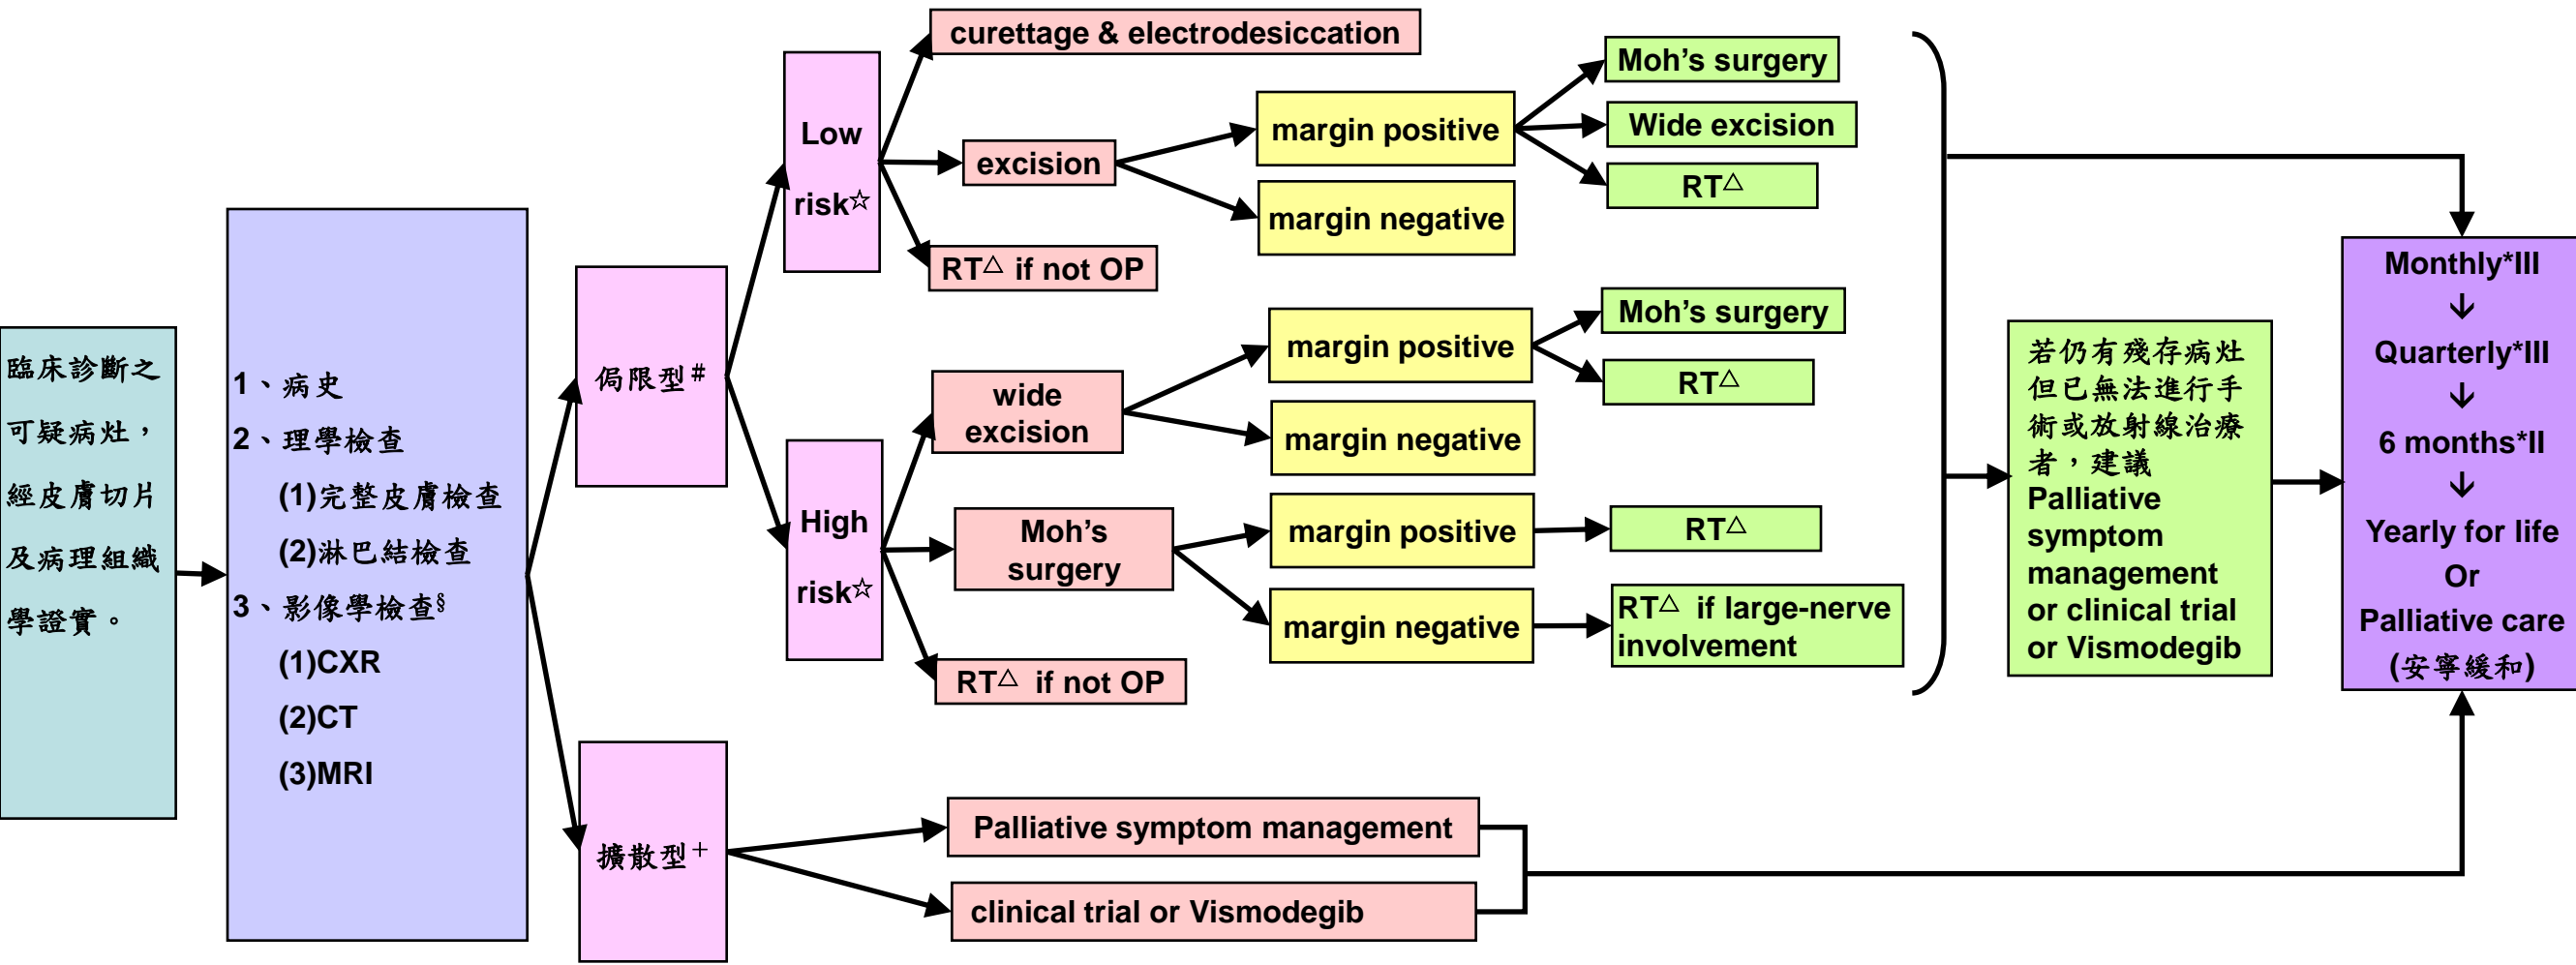 臨床診斷之
可疑病灶，
經皮膚切片
及病理組織
學證實。
1、病史
2、理學檢查
(1)完整皮膚檢查
(2)淋巴結檢查
3、影像學檢查§
(1)CXR
(2)CT
(3)MRI
侷限型#
擴散型＋
Low
risk☆
High
risk☆
curettage & electrodesiccation
excision
RT△ if not OP
margin positive
margin negative
Moh’s surgery
Wide excision
RT△
wide
excision
Moh's
surgery
RT△ if not OP
margin positive
margin negative
margin positive
margin negative
Moh’s surgery
RT△
RT△
RT△ if large-nerve
involvement
Palliative symptom management
clinical trial or Vismodegib
若仍有殘存病灶
但已無法進行手
術或放射線治療
者，建議
Palliative
symptom
management
or clinical trial
or Vismodegib
Monthly*III
↓
Quarterly*III
↓
6 months*II
↓
Yearly for life
Or
Palliative care
(安寧緩和)